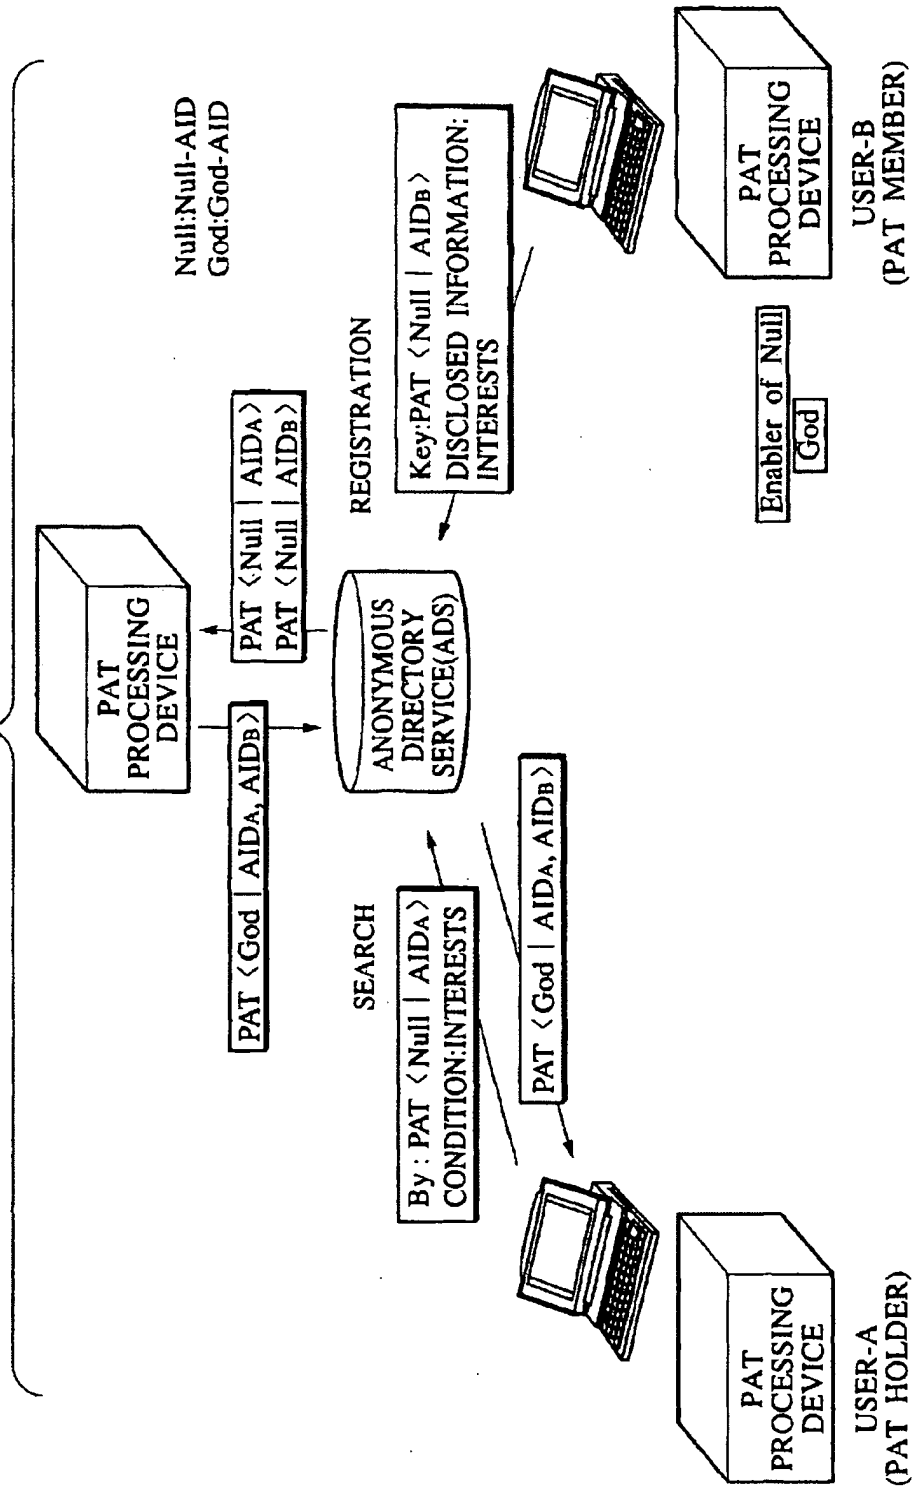 Null:Null-AID
God:God-AID
PAT
PROCESSING
DEVICE
PAT <God | AIDA, AIDB>
PAT <Null | AIDA>
PAT <Null | AIDB>
ANONYMOUS
DIRECTORY
SERVICE(ADS)
SEARCH
By : PAT <Null | AIDA>
CONDITION:INTERESTS
REGISTRATION
Key:PAT <Null | AIDB>
DISCLOSED INFORMATION:
INTERESTS
PAT <God | AIDA, AIDB>
PAT
PROCESSING
DEVICE
USER-A
(PAT HOLDER)
Enabler of Null
God
PAT
PROCESSING
DEVICE
USER-B
(PAT MEMBER)